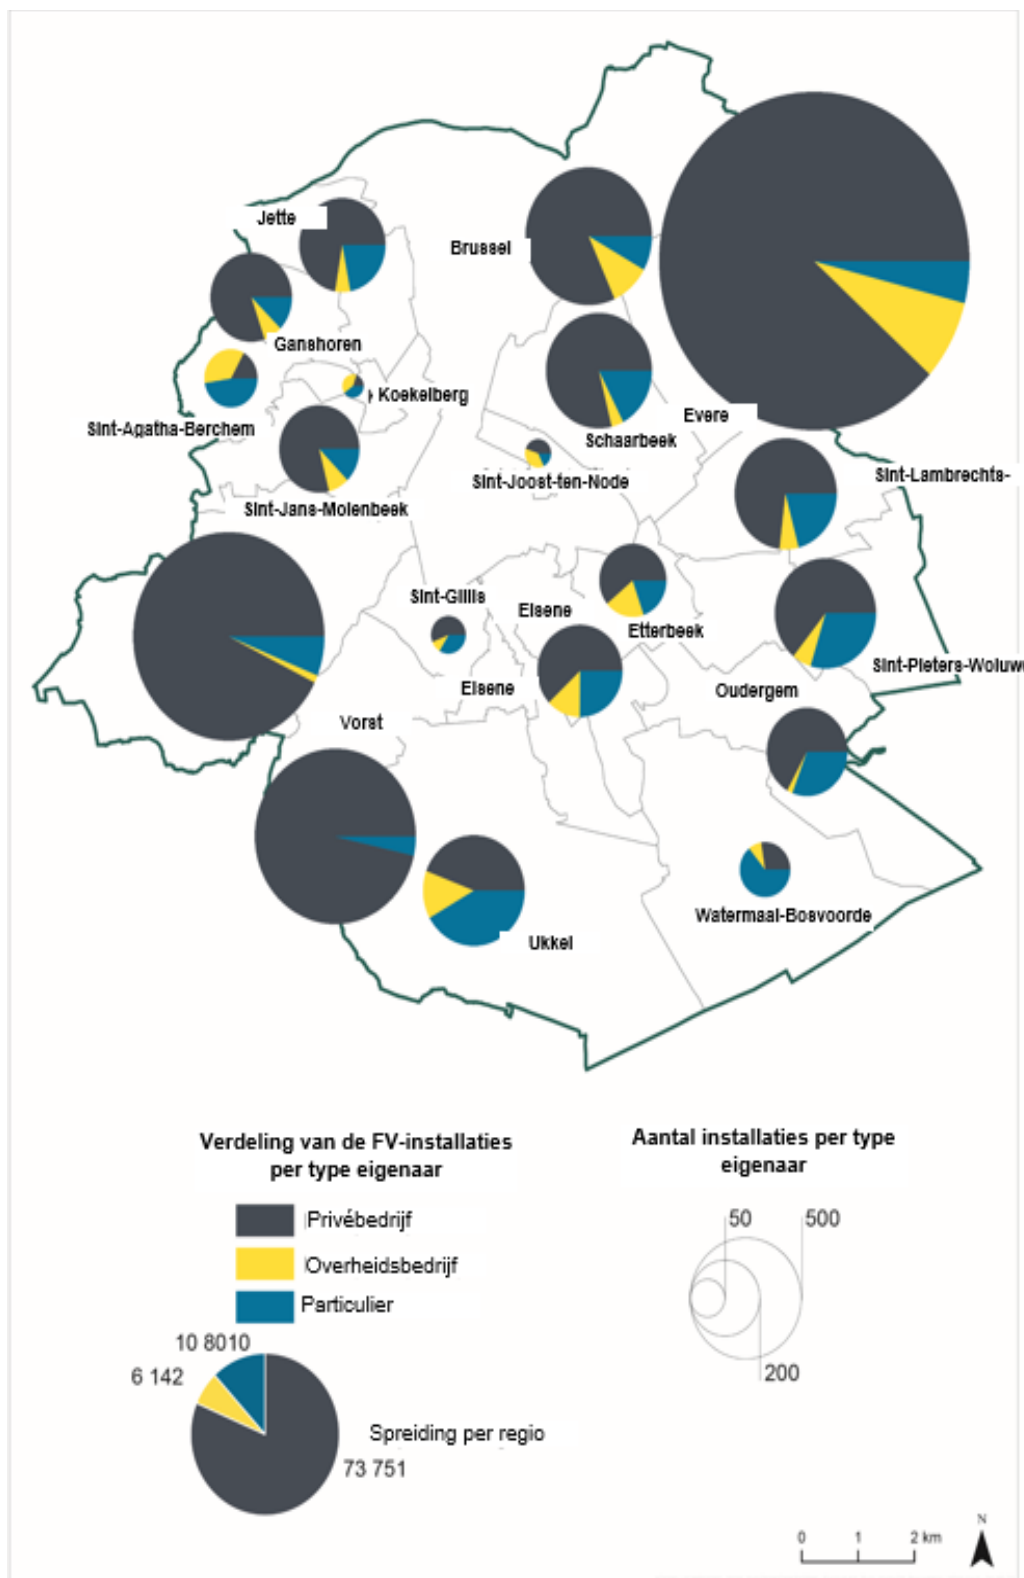 Jette
Brussel
Ganshoren
Koekelberg
Sint-Agatha-Berchem
Evere
Schaarbeek
Sint-Lambrechts-
Sint-Joost-ten-Node
Sint-Jans-Molenbeek
Sint-Gillis
Elsene
Etterbeek
Sint-Pieters-Woluwe
Elsene
Oudergem
Vorst
Watermaal-Bosvoorde
Ukkel
Verdeling van de FV-installaties
per type eigenaar
Privébedrijf
Overheidsbedrijf
Particulier
10 8010
6 142
Spreiding per regio
73 751
Aantal installaties per type
eigenaar
50
500
200
0 1 2 km
N